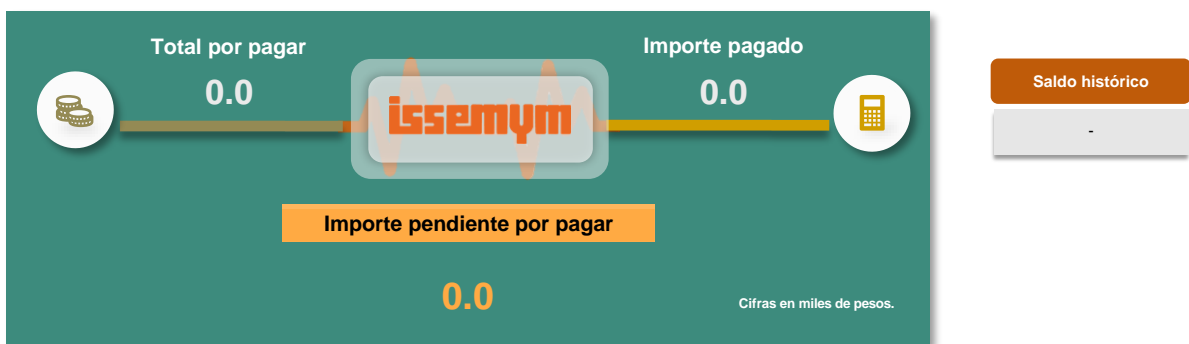 Total por pagar
0.0
issemym
Importe pagado
0.0
Importe pendiente por pagar
0.0
Cifras en miles de pesos.
Saldo histórico
-